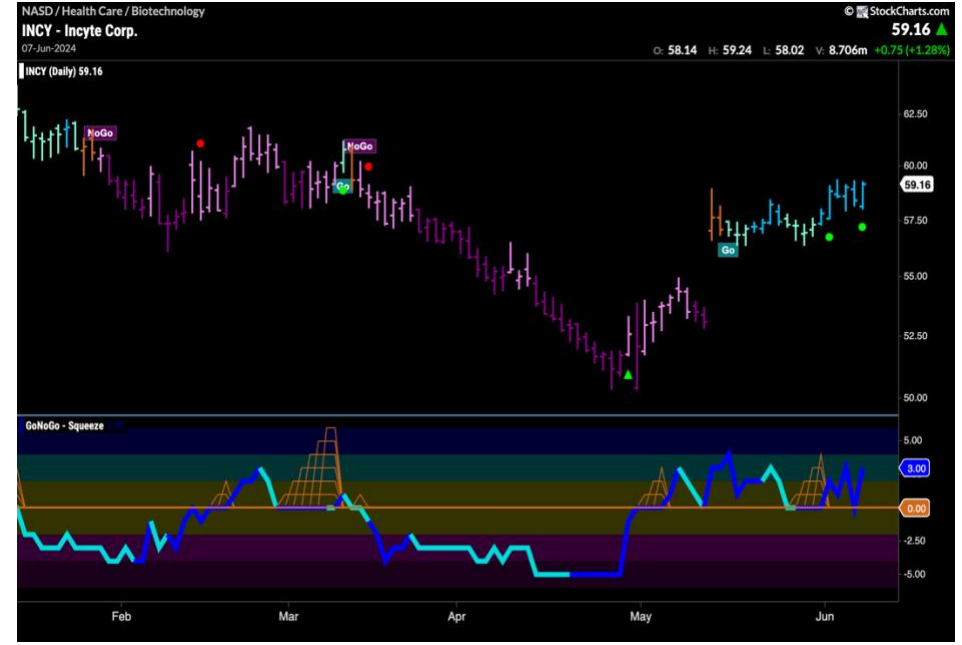 NASD / Health Care / Biotechnology
© StockCharts.com
INCY - Incyte Corp.
59.16
07-Jun-2024
O: 58.14 H: 59.24 L: 58.02 V: 8.706m +0.75 (+1.28%)
INCY (Daily) 59.16
NoGo
NoGo
Go
Go
62.50
60.00
59.16
57.50
55.00
52.50
50.00
GoNoGo - Squeeze
5.00
3.00
0.00
-2.50
-5.00
Feb Mar Apr May Jun